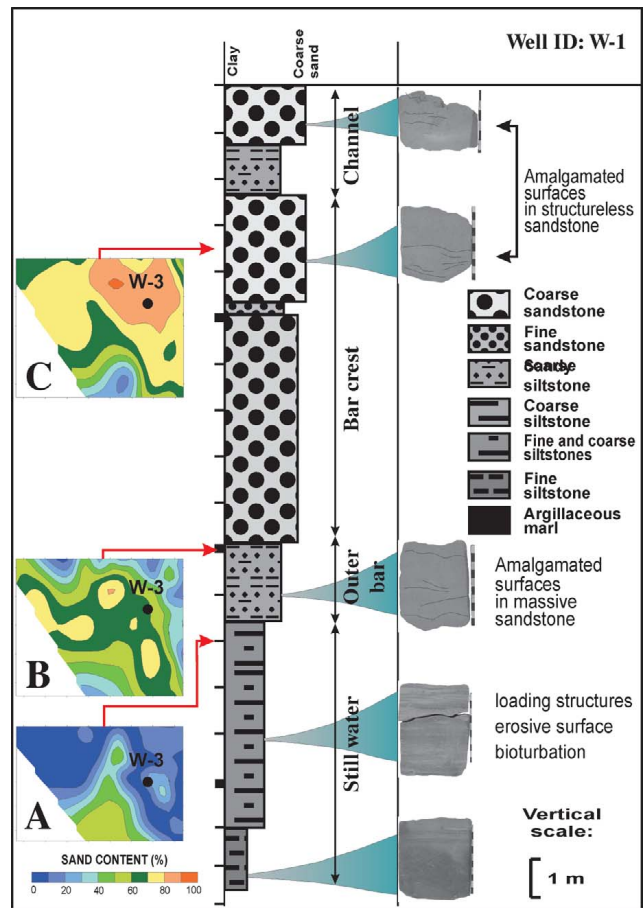 Well ID: W-1
Clay
Coarse
sand
Channel
Bar crest
Outer
bar
Still water
Amalgamated
surfaces
in structureless
sandstone
W-3
C
W-3
B
W-3
A
SAND CONTENT (%)
0 20 40 60 80 100
Coarse
sandstone
Fine
sandstone
Sandy
Coarse
siltstone
Coarse
siltstone
Fine and coarse
siltstones
Fine
siltstone
Argillaceous
marl
Amalgamated
surfaces
in massive
sandstone
loading structures
erosive surface
bioturbation
Vertical
scale:
1 m